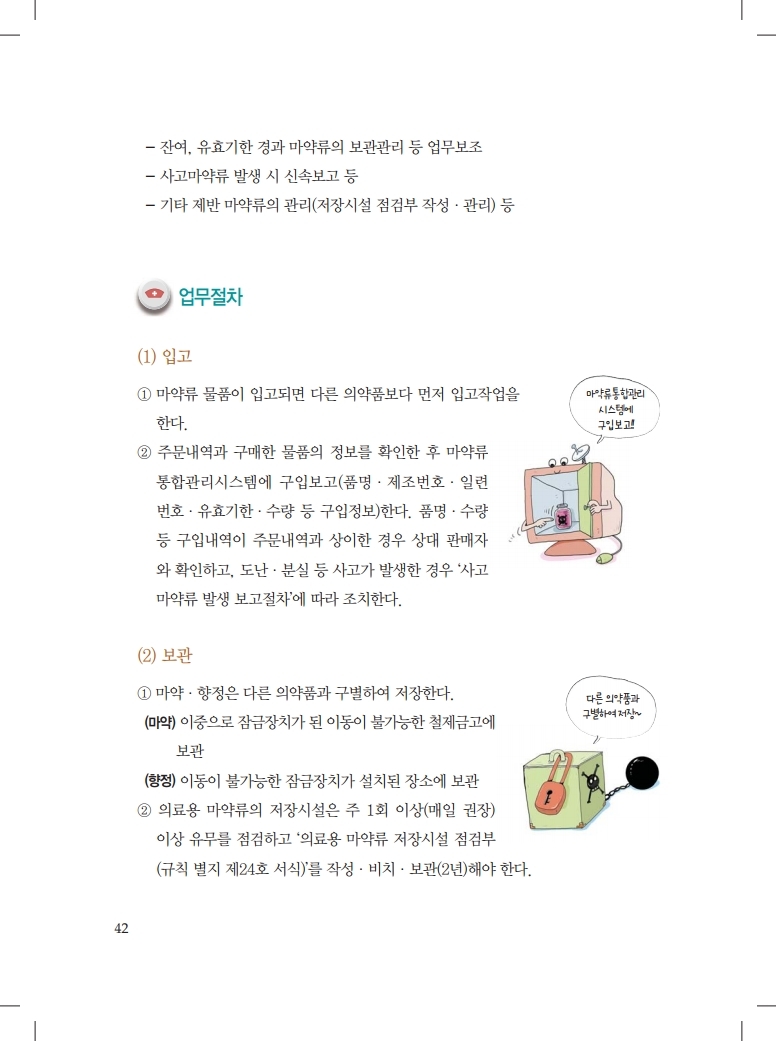 – 잔여, 유효기한 경과 마약류의 보관관리 등 업무보조
– 사고마약류 발생 시 신속보고 등
– 기타 제반 마약류의 관리(저장시설 점검부 작성 · 관리) 등
업무절차
(1) 입고
① 마약류 물품이 입고되면 다른 의약품보다 먼저 입고작업을
한다.
② 주문내역과 구매한 물품의 정보를 확인한 후 마약류
통합관리시스템에 구입보고(품명 · 제조번호 · 일련
번호 · 유효기한 · 수량 등 구입정보)한다. 품명 · 수량
등 구입내역이 주문내역과 상이한 경우 상대 판매자
와 확인하고, 도난 · 분실 등 사고가 발생한 경우 ‘사고
마약류 발생 보고절차’에 따라 조치한다.
마약류통합관리
시스템에
구입보고!!
(2) 보관
① 마약 · 향정은 다른 의약품과 구별하여 저장한다.
(마약) 이중으로 잠금장치가 된 이동이 불가능한 철제금고에
보관
(향정) 이동이 불가능한 잠금장치가 설치된 장소에 보관
② 의료용 마약류의 저장시설은 주 1회 이상(매일 권장)
이상 유무를 점검하고 ‘의료용 마약류 저장시설 점검부
(규칙 별지 제24호 서식)’를 작성 · 비치 · 보관(2년)해야 한다.
다른 의약품과
구별하여 저장~
42